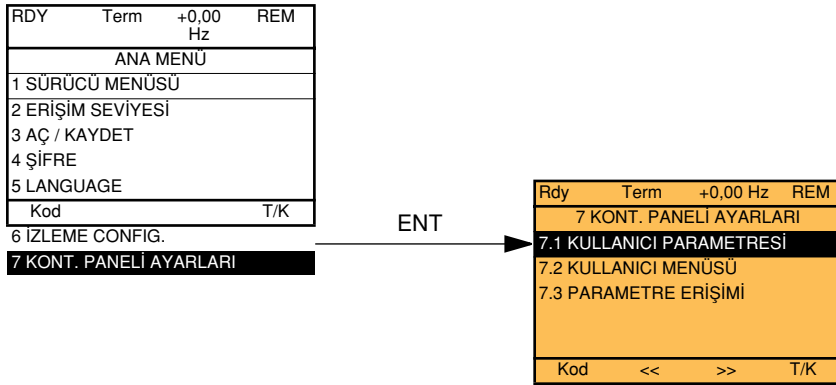 RDY Term +0,00 Hz REM
ANA MENÜ
1 SÜRÜCÜ MENÜSÜ
2 ERİŞİM SEVİYESİ
3 AÇ / KAYDET
4 ŞİFRE
5 LANGUAGE
Kod T/K
6 İZLEME CONFIG.
7 KONT. PANELİ AYARLARI
ENT
Rdy Term +0,00 Hz REM
7 KONT. PANELİ AYARLARI
7.1 KULLANICI PARAMETRESİ
7.2 KULLANICI MENÜSÜ
7.3 PARAMETRE ERİŞİMİ
Kod << >> T/K